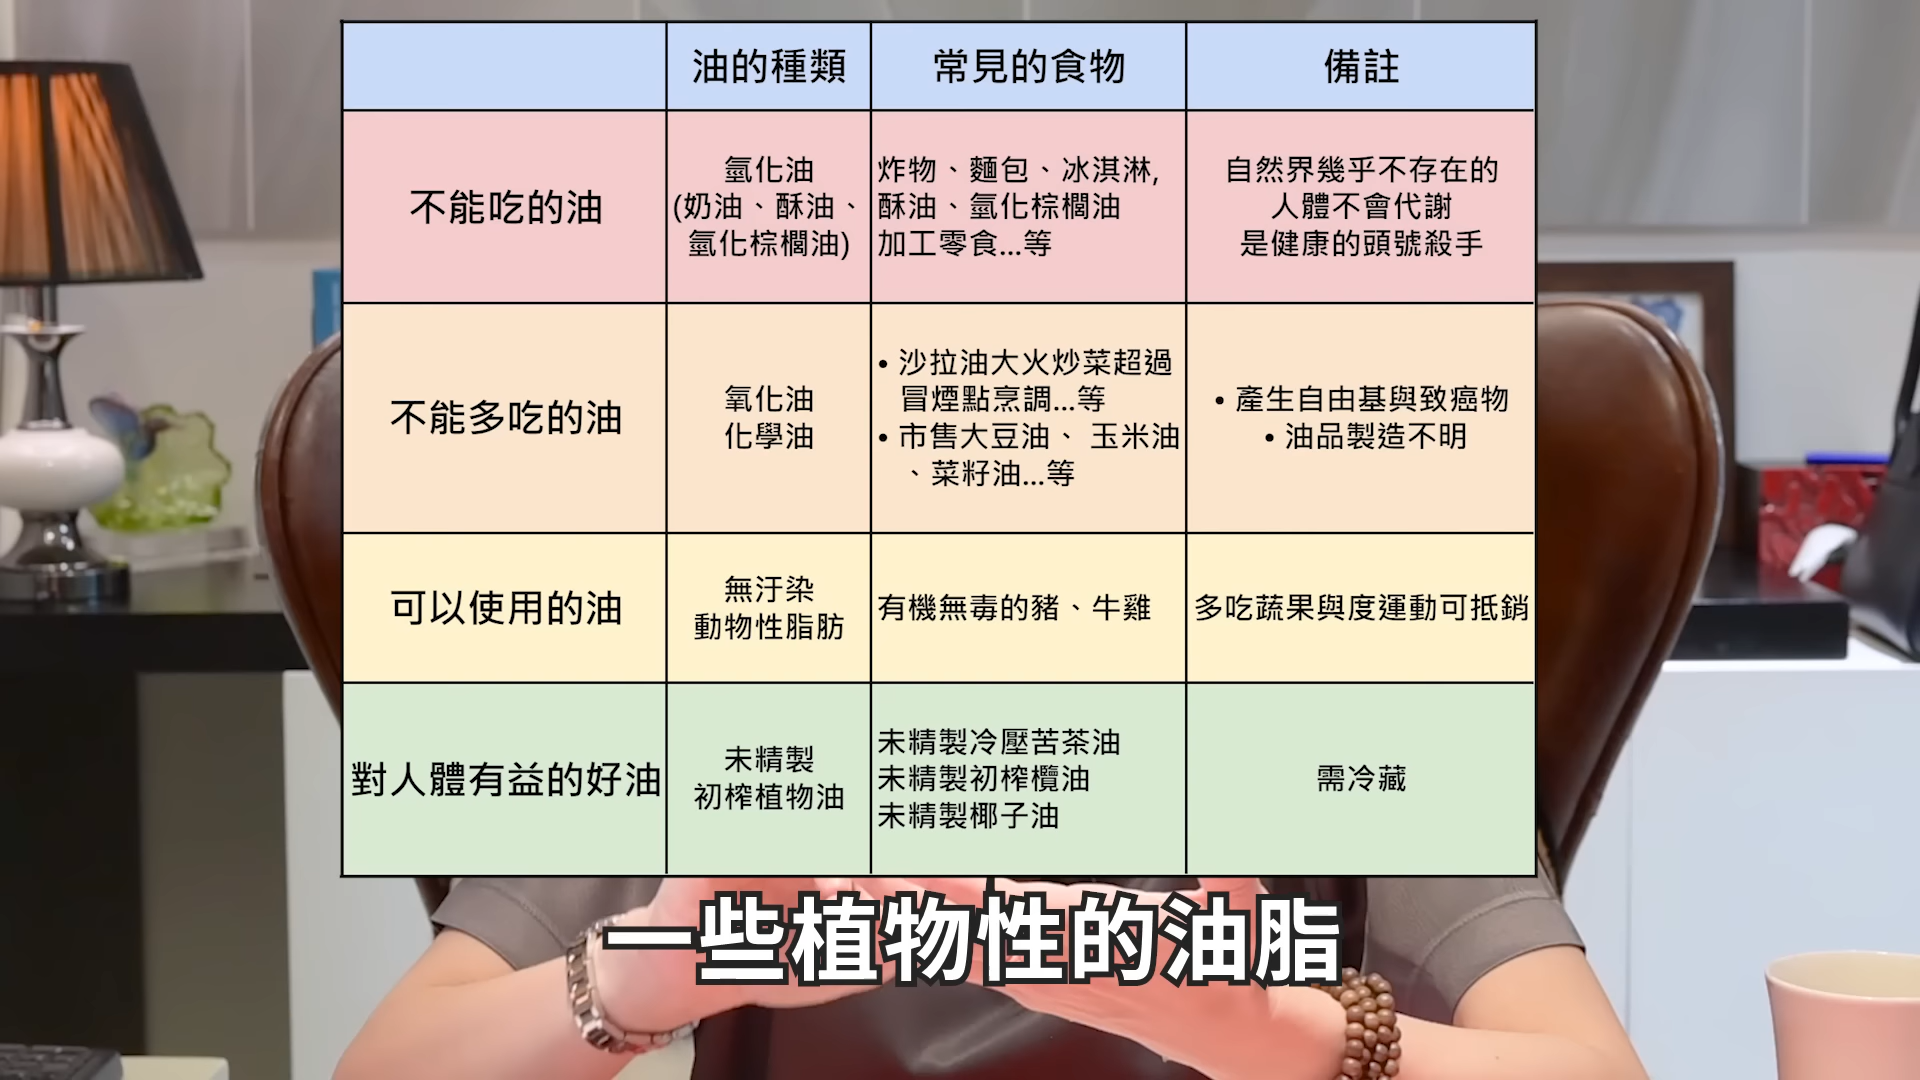 油的種類
常見的食物
備註
不能吃的油
氫化油
(奶油、酥油、
氫化棕櫚油)
炸物、麵包、冰淇淋,
酥油、氫化棕櫚油
加工零食...等
自然界幾乎不存在的
人體不會代謝
是健康的頭號殺手
不能多吃的油
氧化油
化學油
• 沙拉油大火炒菜超過
冒煙點烹調...等
• 市售大豆油、 玉米油
、菜籽油...等
• 產生自由基與致癌物
• 油品製造不明
可以使用的油
無汙染
動物性脂肪
有機無毒的豬、牛雞
多吃蔬果與度運動可抵銷
對人體有益的好油
未精製
初榨植物油
未精製冷壓苦茶油
未精製初榨欖油
未精製椰子油
需冷藏
一些植物性的油脂